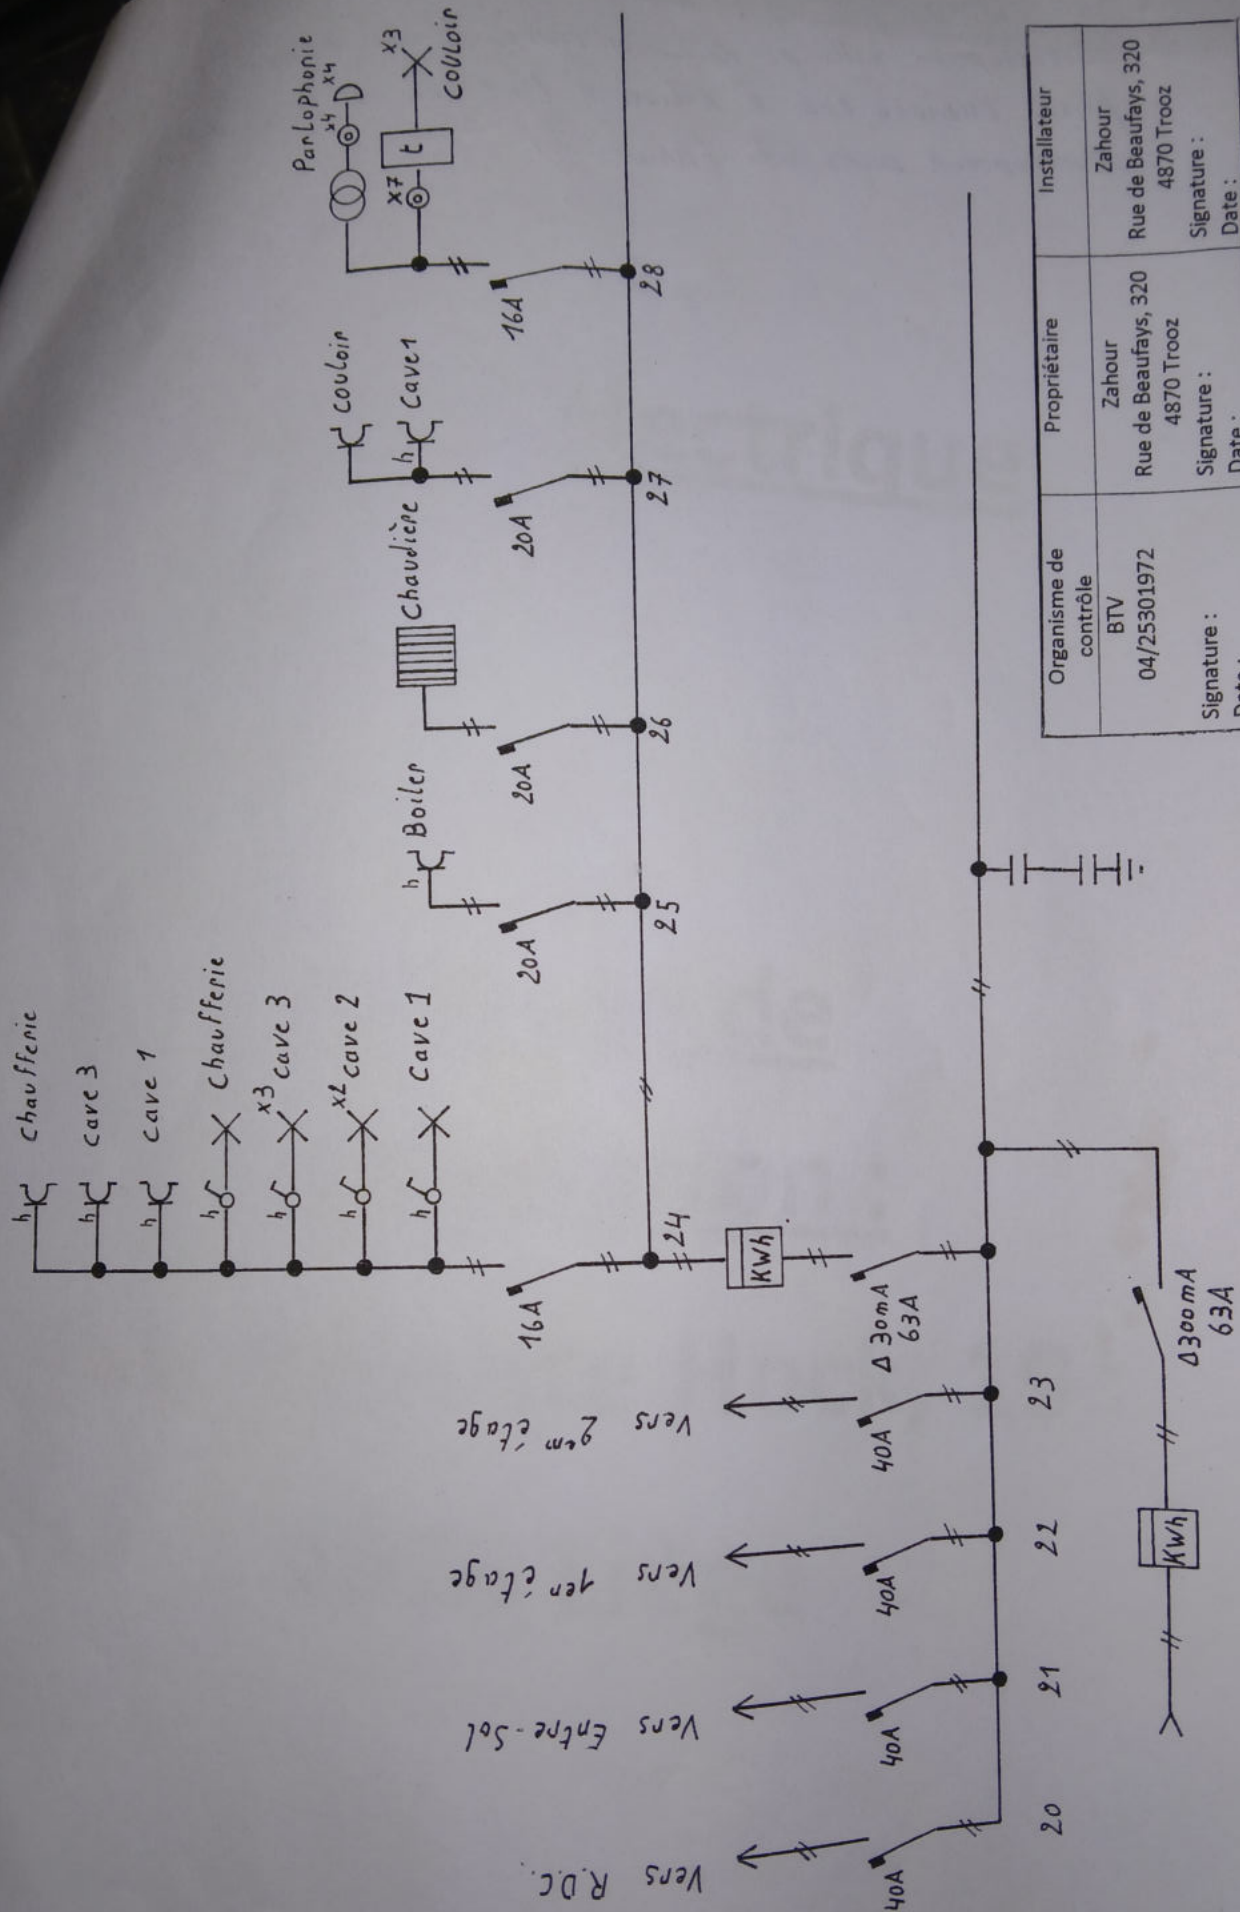 Chaufferie
h
Cave 3
h
Cave 1
h
Chaufferie
h
x3 Cave 3
h
x2 Cave 2
h
Cave 1
h
16A
24
h Boiler
20A
25
Chaudière
20A
26
Couloir
h Cave1
20A
27
Parlophonie
x4 x4
x7 t x3
Couloir
16A
28
KWh
Δ30mA
63A
Vers R.D.C.
40A
20
Vers Entre-Sol
40A
21
Vers 1er étage
40A
22
Vers 2em étage
40A
23
KWh
Δ300mA
63A
Organisme de
contrôle
BTV
04/25301972
Signature :
Date :
Propriétaire
Zahour
Rue de Beaufays, 320
4870 Trooz
Signature :
Date :
Installateur
Zahour
Rue de Beaufays, 320
4870 Trooz
Signature :
Date :